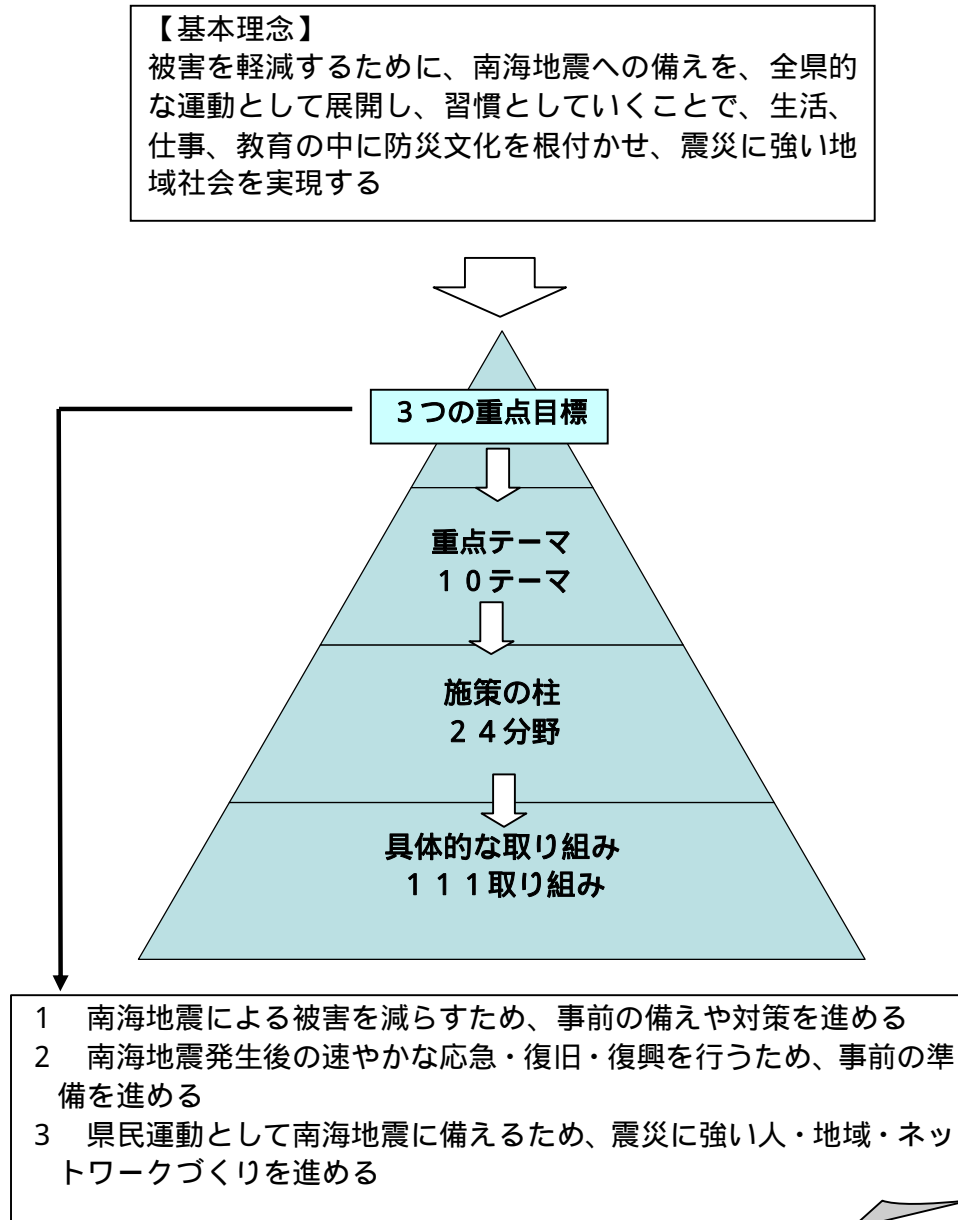 【基本理念】
被害を軽減するために、南海地震への備えを、全県的
な運動として展開し、習慣としていくことで、生活、
仕事、教育の中に防災文化を根付かせ、震災に強い地
域社会を実現する
３つの重点目標
重点テーマ
１０テーマ
施策の柱
２４分野
具体的な取り組み
１１１取り組み
1　南海地震による被害を減らすため、事前の備えや対策を進める
2　南海地震発生後の速やかな応急・復旧・復興を行うため、事前の準
備を進める
3　県民運動として南海地震に備えるため、震災に強い人・地域・ネッ
トワークづくりを進める